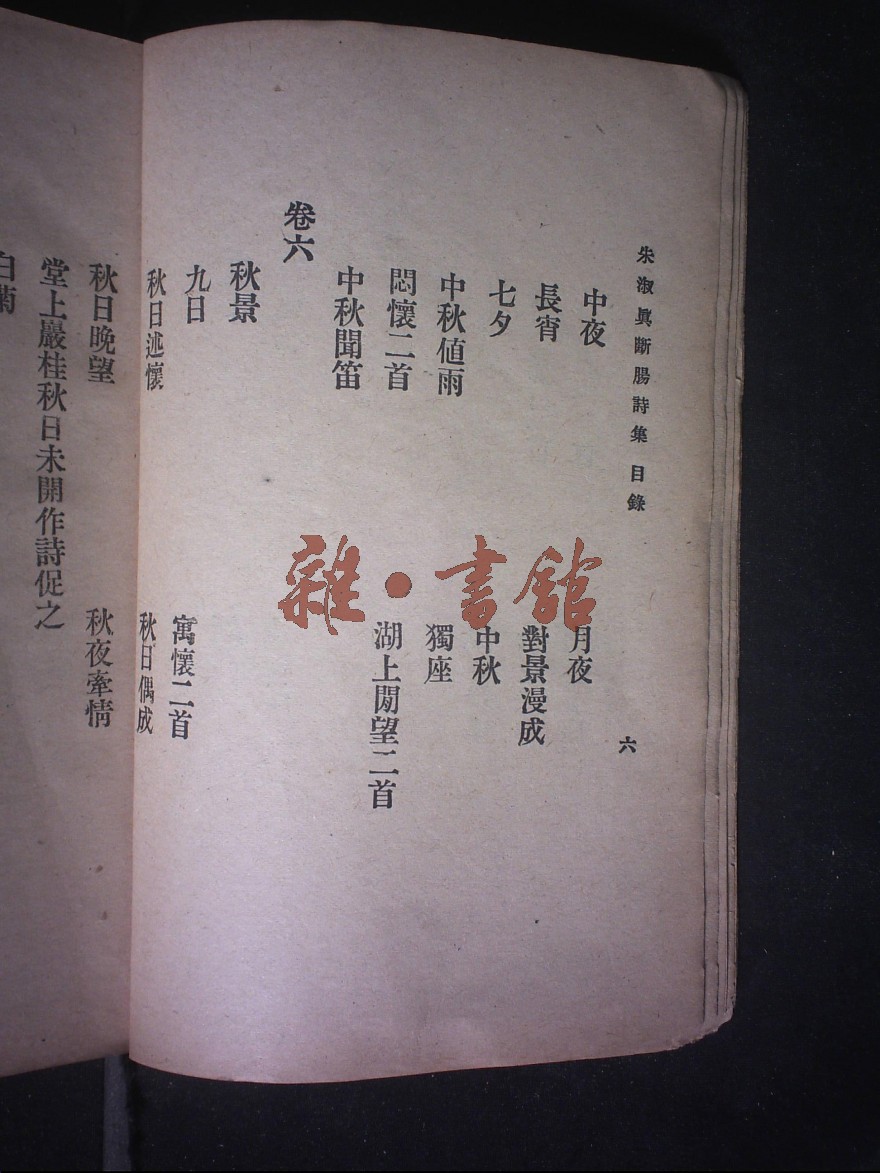 朱淑眞斷腸詩集 目錄
六
中夜
月夜
長宵
對景漫成
七夕
中秋
中秋値雨
獨座
悶懷二首
湖上閒望二首
中秋聞笛
卷六
秋景
九日
寓懷二首
秋日述懷
秋日偶成
秋日晚望
秋夜牽情
堂上巖桂秋日未開作詩促之
白菊
雜·書館